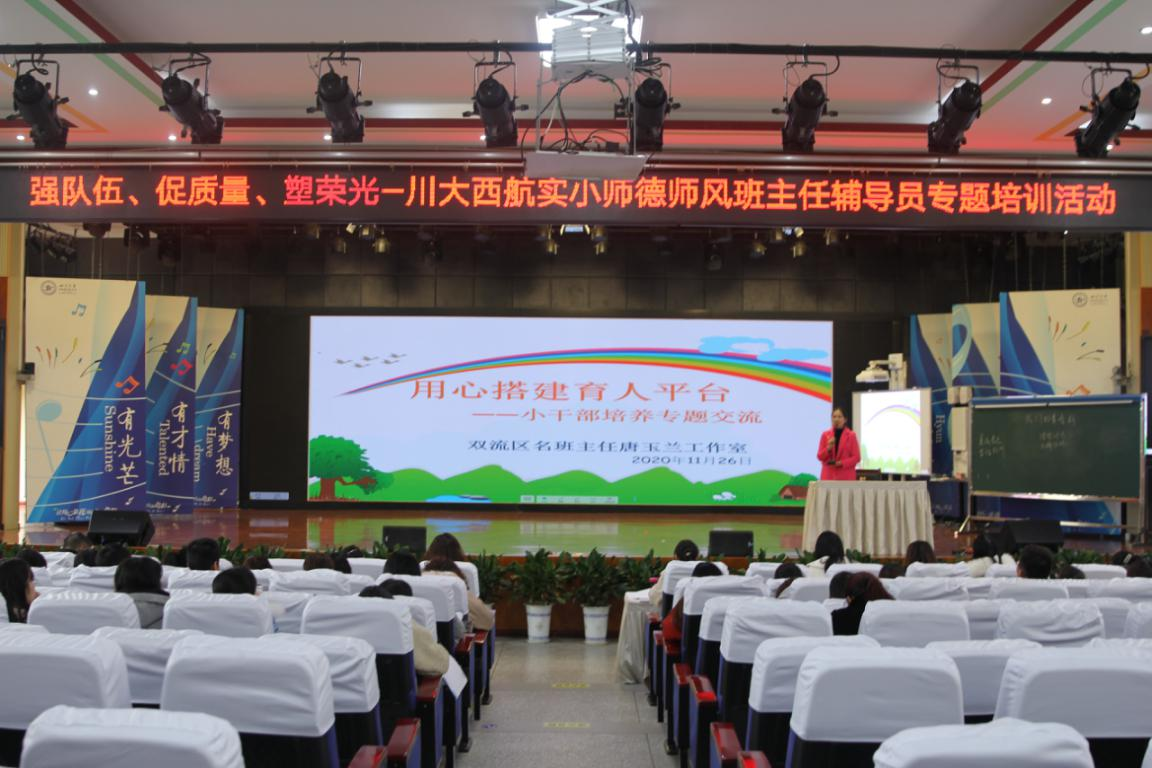 强队伍、促质量、塑荣光—川大西航实小师德师风班主任辅导员专题培训活动
用心搭建育人平台
——小干部培养专题交流
双流区名班主任唐玉兰工作室
2020年11月26日
有光芒
Sunshine
有才情
Talented
有梦想
Have
a dream